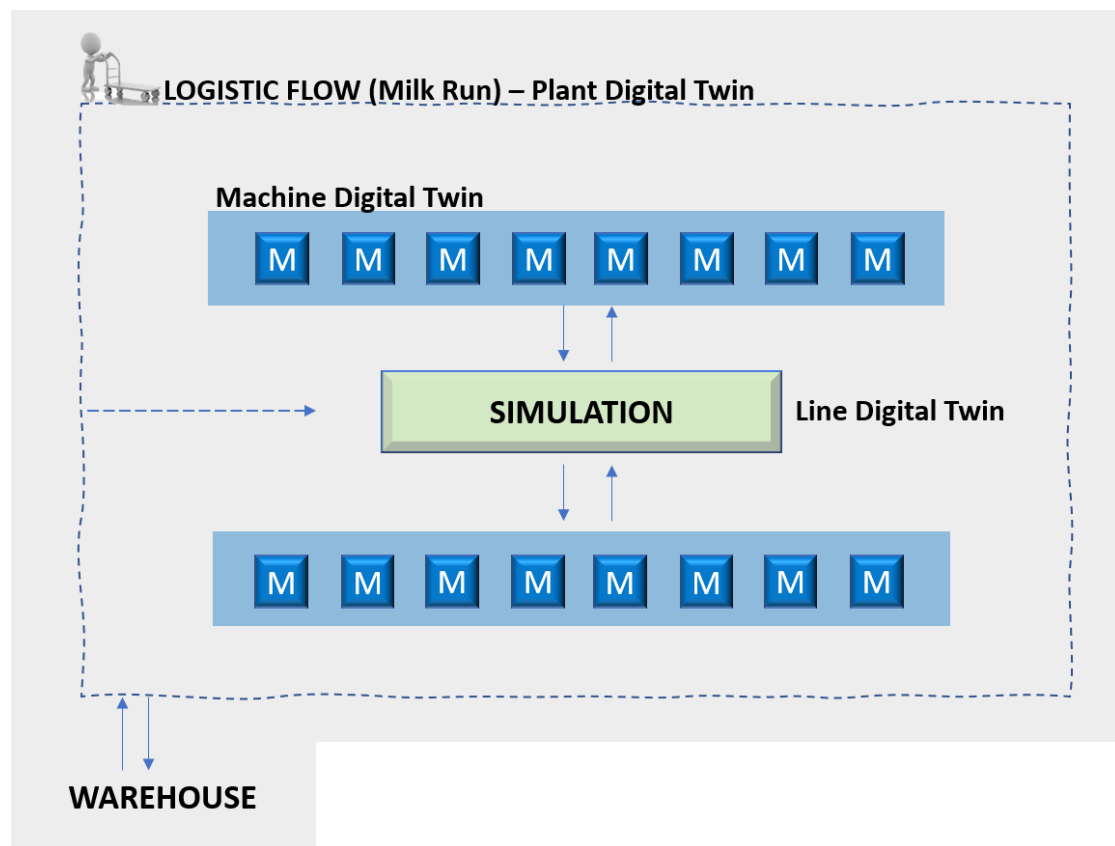 LOGISTIC FLOW (Milk Run) – Plant Digital Twin
Machine Digital Twin
M M M M M M M M
SIMULATION
Line Digital Twin
M M M M M M M M
WAREHOUSE